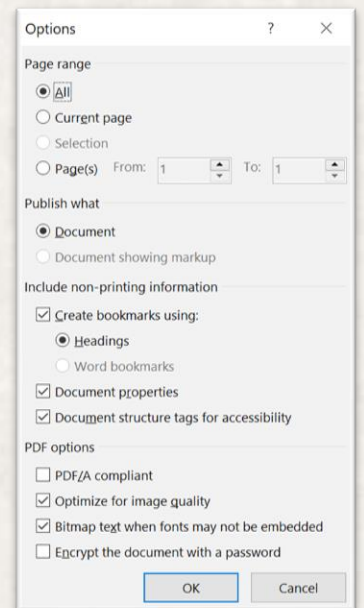 Options ? ×
Page range
All
Current page
Selection
Page(s) From: 1 To: 1
Publish what
Document
Document showing markup
Include non-printing information
Create bookmarks using:
Headings
Word bookmarks
Document properties
Document structure tags for accessibility
PDF options
PDF/A compliant
Optimize for image quality
Bitmap text when fonts may not be embedded
Encrypt the document with a password
OK Cancel